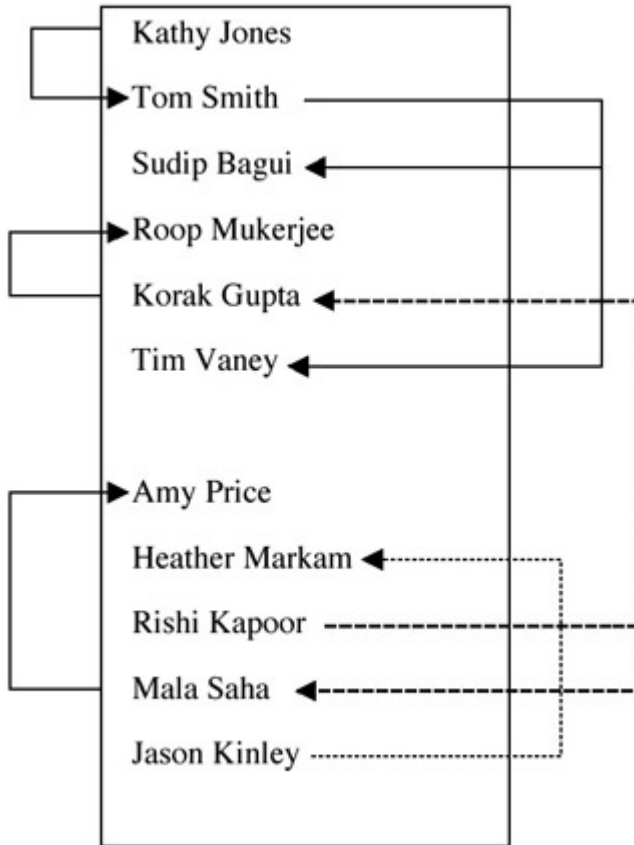 Kathy Jones
Tom Smith
Sudip Bagui
Roop Mukerjee
Korak Gupta
Tim Vaney
Amy Price
Heather Markam
Rishi Kapoor
Mala Saha
Jason Kinley